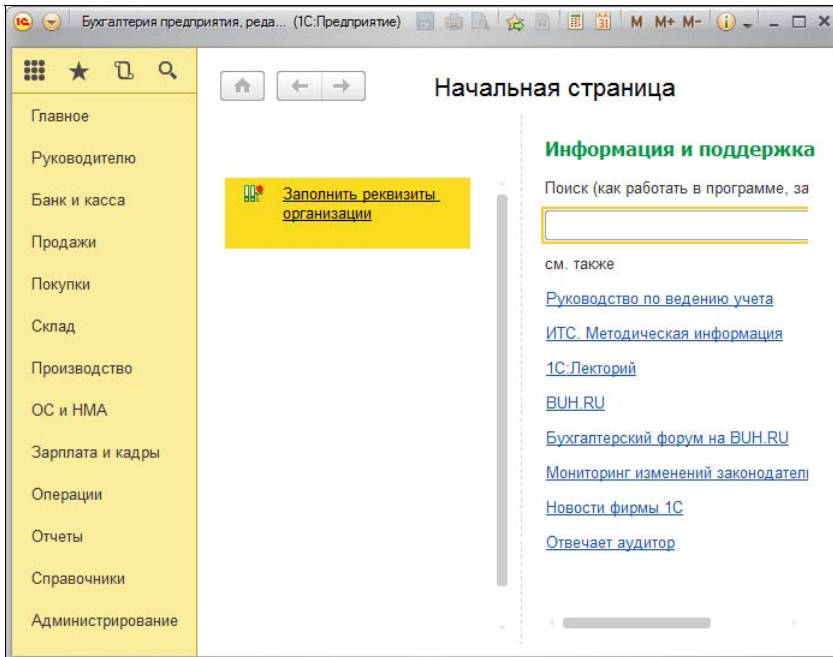 1С Бухгалтерия предприятия, реда... (1С:Предприятие) 31 M M+ M- i
Начальная страница
Главное
Руководителю
Банк и касса
Продажи
Покупки
Склад
Производство
ОС и НМА
Зарплата и кадры
Операции
Отчеты
Справочники
Администрирование
Заполнить реквизиты
организации
Информация и поддержка
Поиск (как работать в программе, за
см. также
Руководство по ведению учета
ИТС. Методическая информация
1С:Лекторий
BUH.RU
Бухгалтерский форум на BUH.RU
Мониторинг изменений законодател
Новости фирмы 1С
Отвечает аудитор